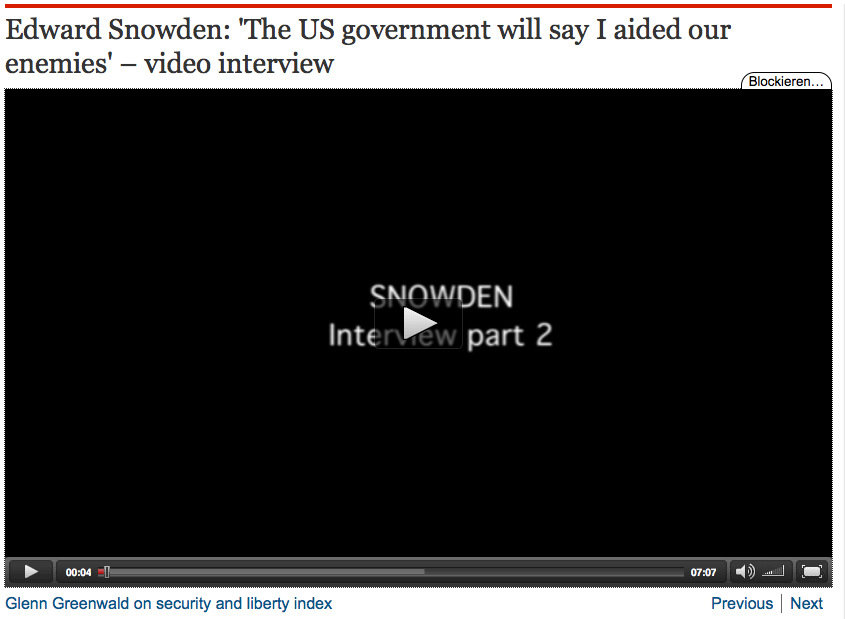 Edward Snowden: 'The US government will say I aided our
enemies' – video interview
Blockieren…
SNOWDEN
Interview part 2
00:04
07:07
Glenn Greenwald on security and liberty index
Previous
Next